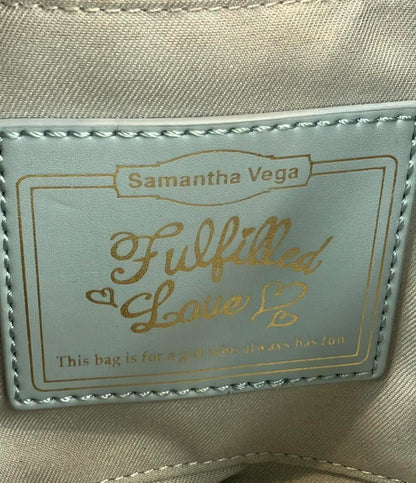 Samantha Vega
Fulfilled
Love
This bag is for a girl who always has fun.